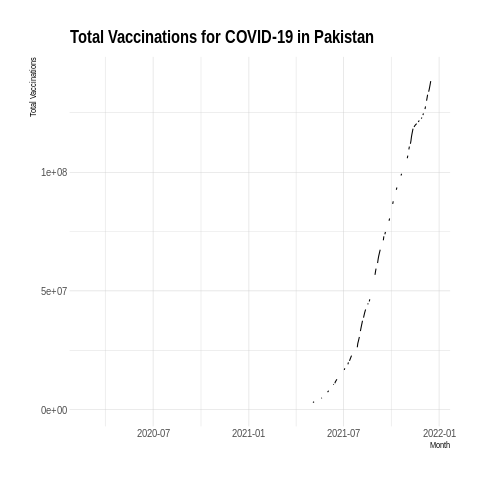 Total Vaccinations for COVID-19 in Pakistan
Total Vaccinations
1e+08
5e+07
0e+00
2020-07 2021-01 2021-07 2022-01
Month